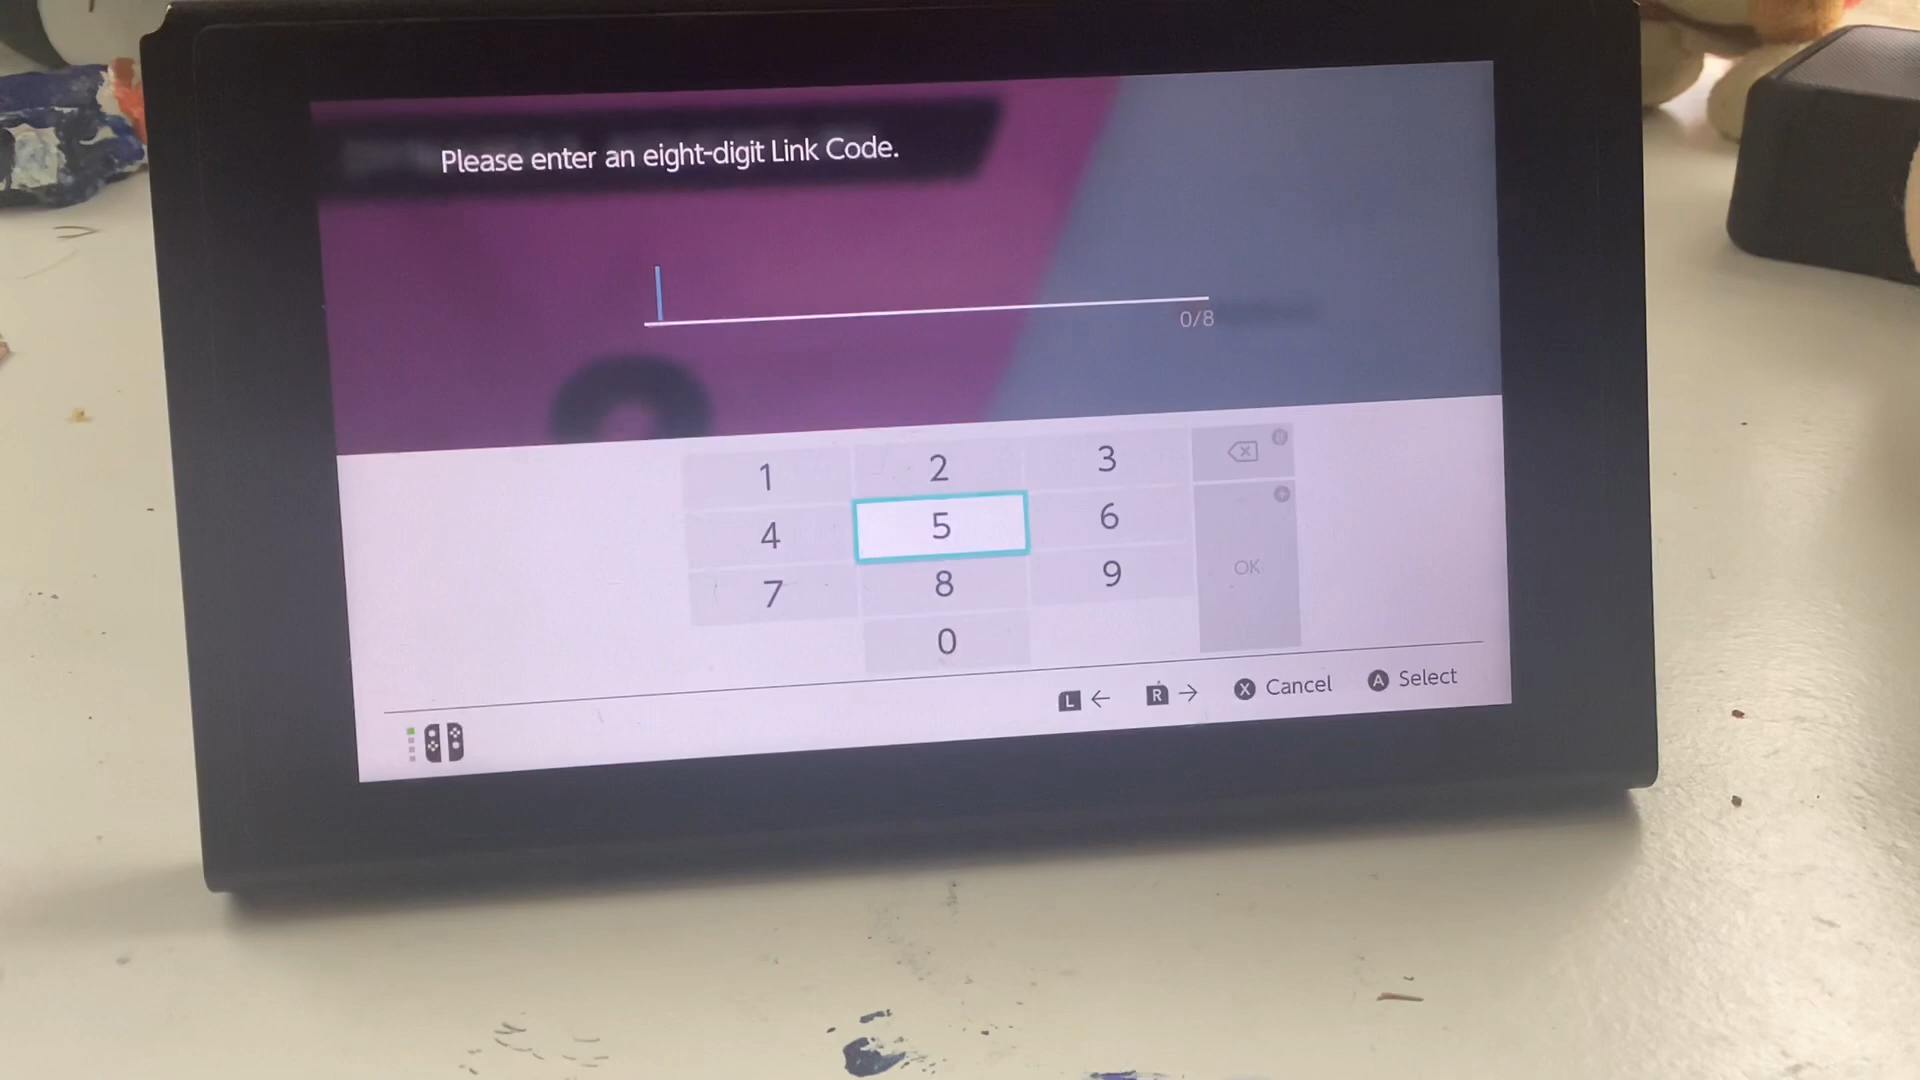 Please enter an eight-digit Link Code.
0/8
1 2 3
4 5 6
7 8 9
0
OK
L ← R → X Cancel A Select